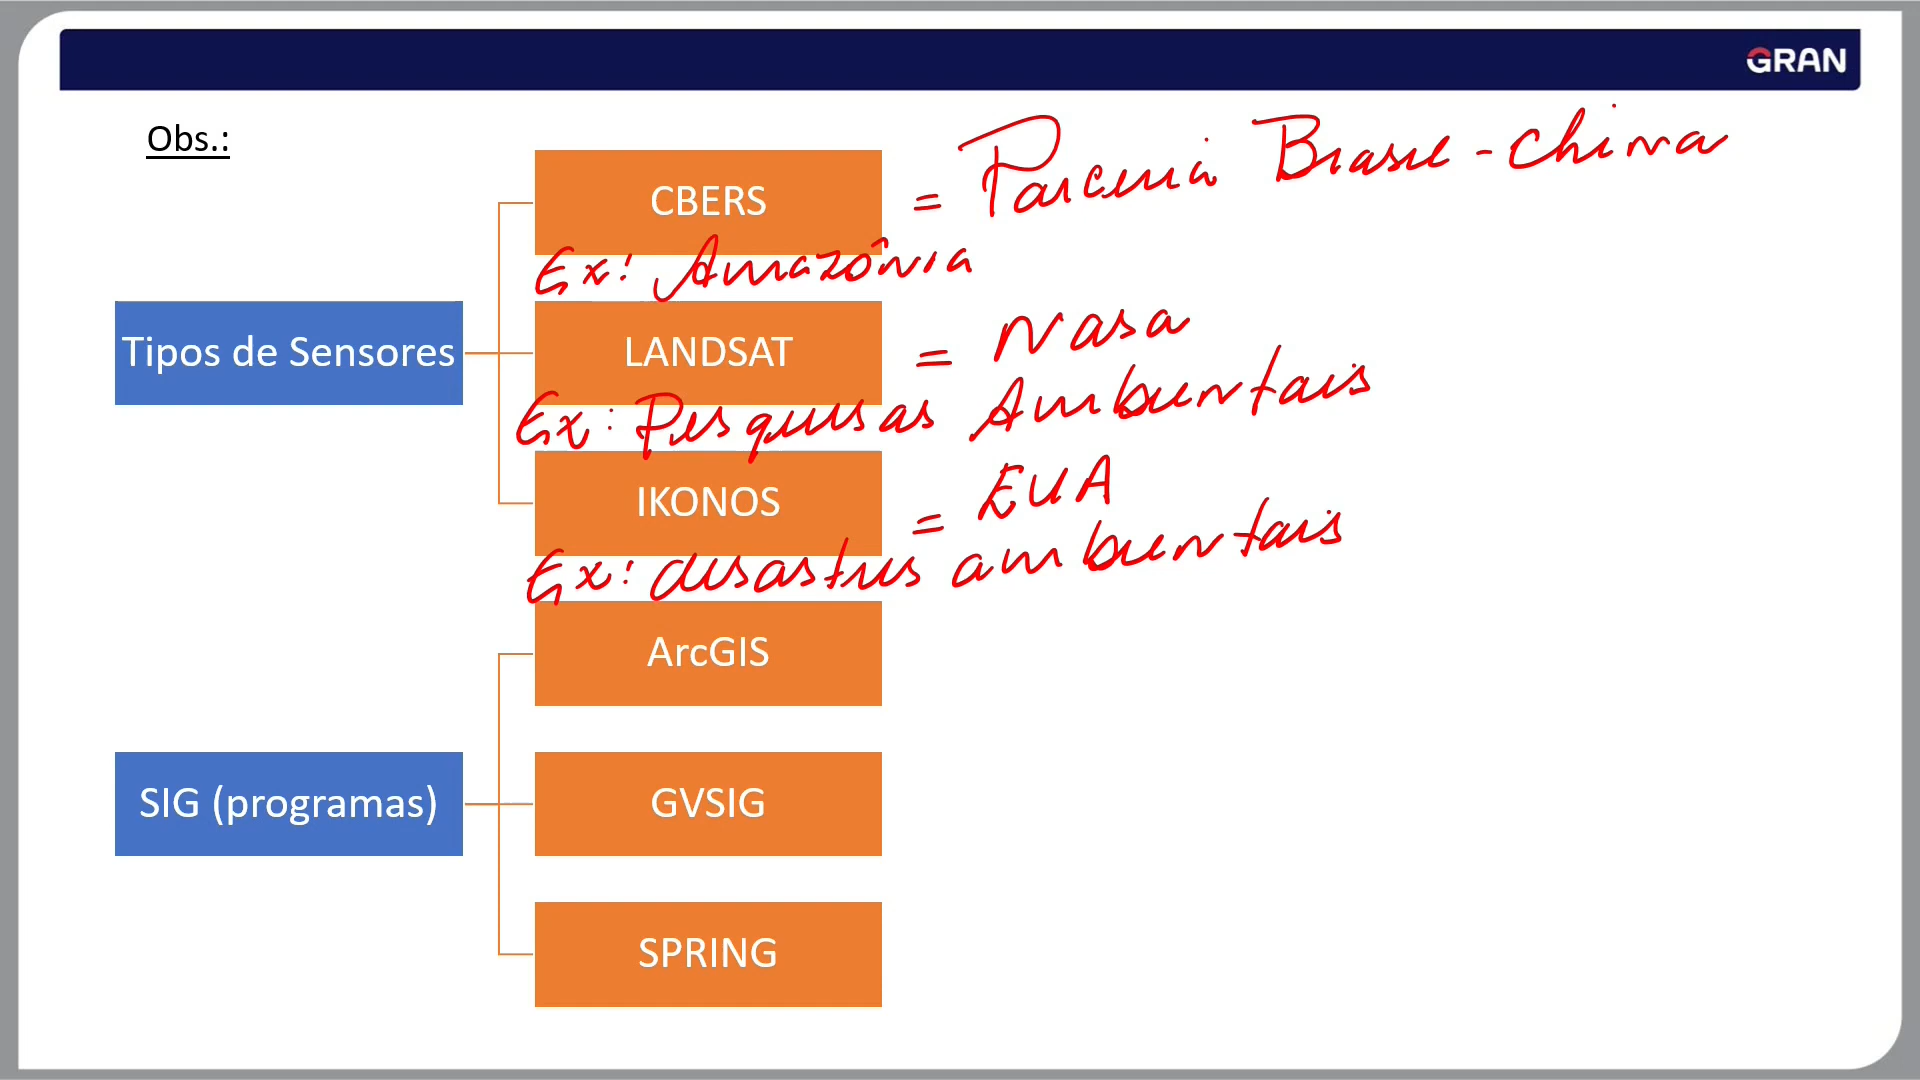 GRAN
Obs.:
CBERS
= Parceria Brasil - China
Ex: Amazônia
Tipos de Sensores
LANDSAT
= Nasa
Ex: Pesquisas Ambientais
IKONOS
= EUA
Ex: desastres ambientais
ArcGIS
SIG (programas)
GVSIG
SPRING